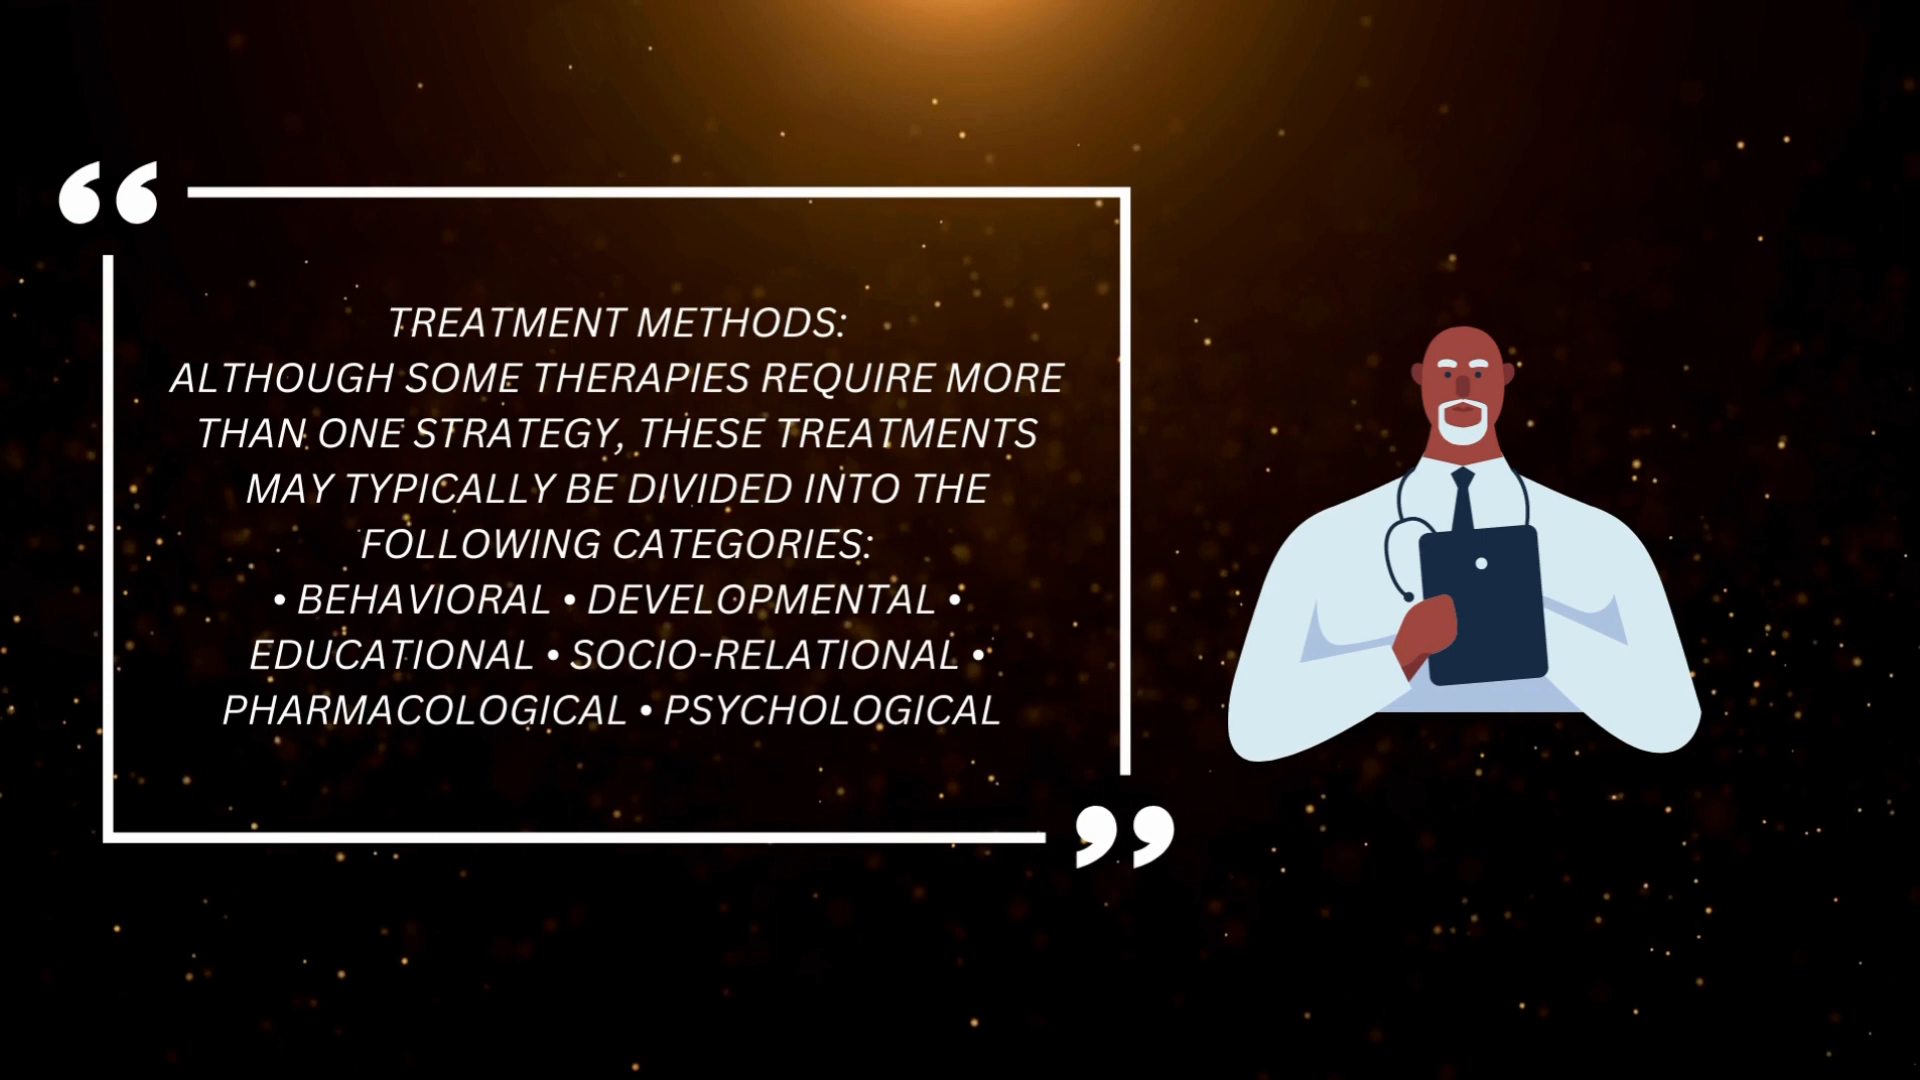 TREATMENT METHODS:
ALTHOUGH SOME THERAPIES REQUIRE MORE
THAN ONE STRATEGY, THESE TREATMENTS
MAY TYPICALLY BE DIVIDED INTO THE
FOLLOWING CATEGORIES:
• BEHAVIORAL • DEVELOPMENTAL •
EDUCATIONAL • SOCIO-RELATIONAL •
PHARMACOLOGICAL • PSYCHOLOGICAL